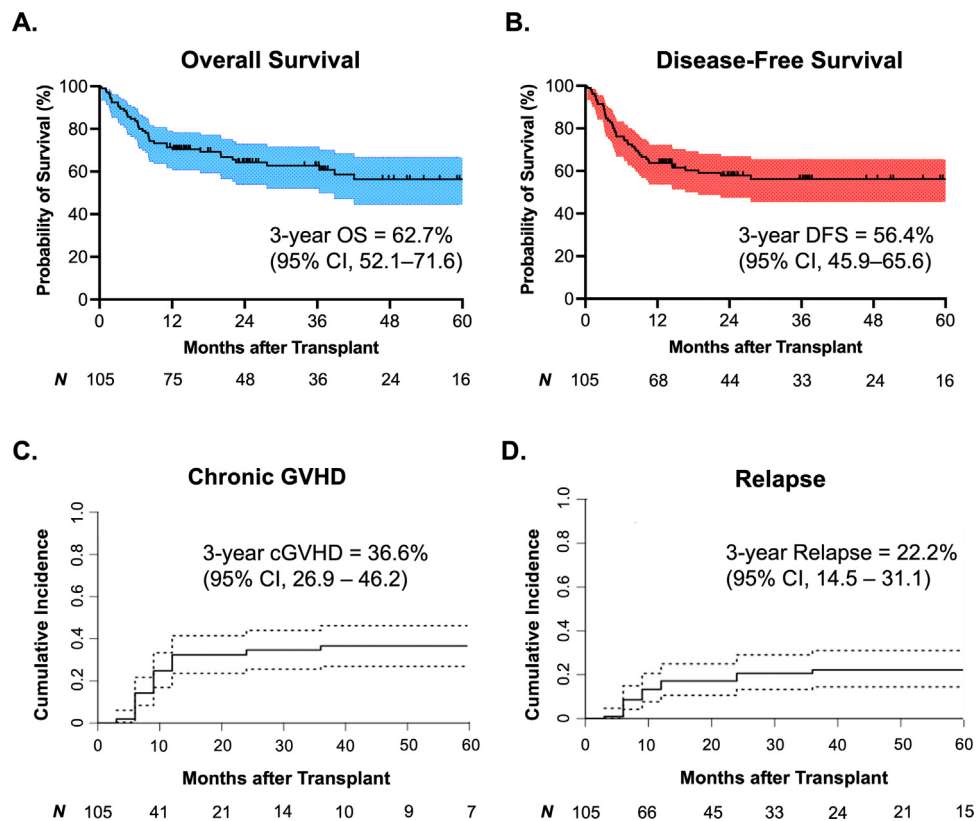 A.
Overall Survival
Probability of Survival (%)
100
80
60
40
20
0
3-year OS = 62.7%
(95% CI, 52.1–71.6)
0 12 24 36 48 60
Months after Transplant
N 105 75 48 36 24 16
B.
Disease-Free Survival
Probability of Survival (%)
100
80
60
40
20
0
3-year DFS = 56.4%
(95% CI, 45.9–65.6)
0 12 24 36 48 60
Months after Transplant
N 105 68 44 33 24 16
C.
Chronic GVHD
Cumulative Incidence
1.0
0.8
0.6
0.4
0.2
0
3-year cGVHD = 36.6%
(95% CI, 26.9 – 46.2)
0 10 20 30 40 50 60
Months after Transplant
N 105 41 21 14 10 9 7
D.
Relapse
Cumulative Incidence
1.0
0.8
0.6
0.4
0.2
0
3-year Relapse = 22.2%
(95% CI, 14.5 – 31.1)
0 10 20 30 40 50 60
Months after Transplant
N 105 66 45 33 24 21 15